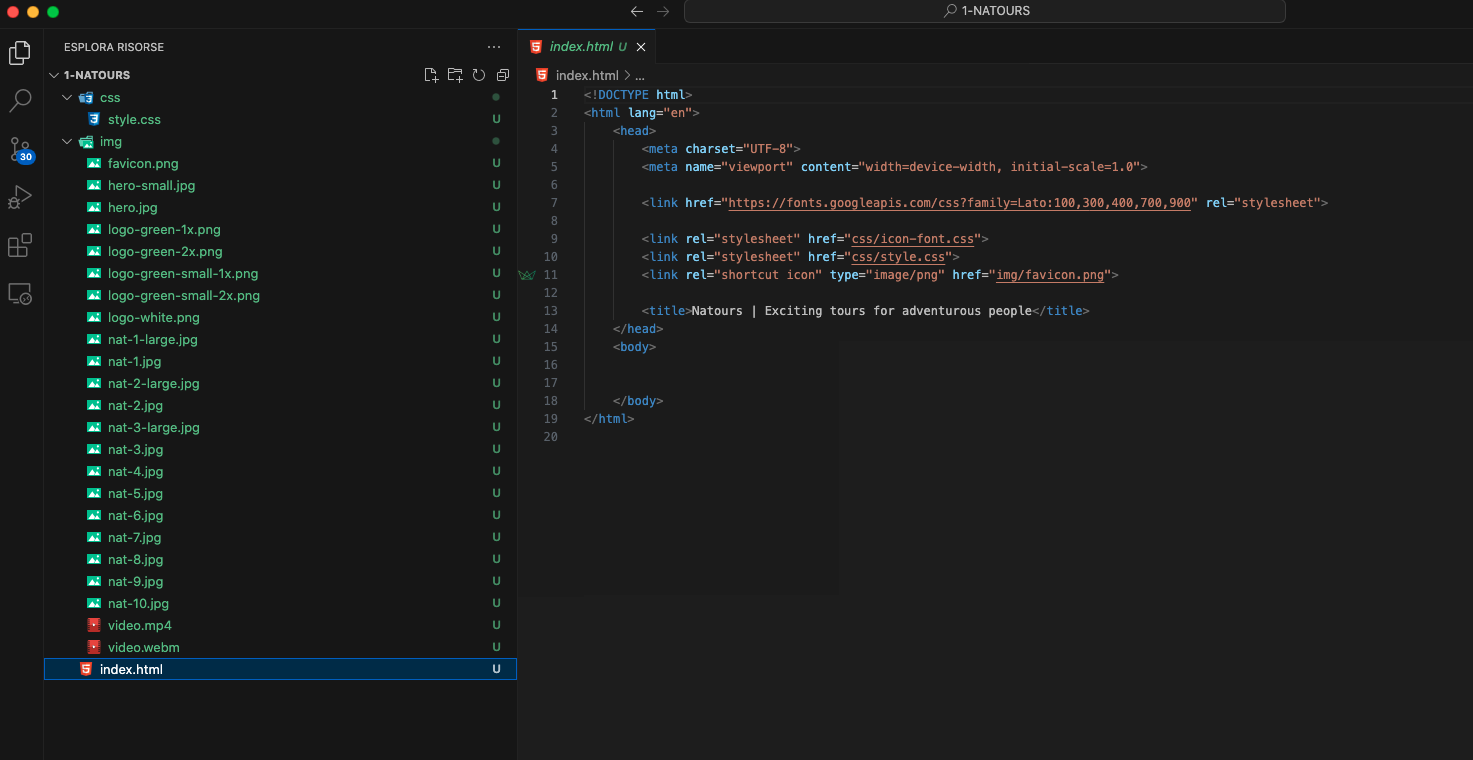 1-NATOURS
ESPLORA RISORSE
1-NATOURS
css
style.css U
img
favicon.png U
hero-small.jpg U
hero.jpg U
logo-green-1x.png U
logo-green-2x.png U
logo-green-small-1x.png U
logo-green-small-2x.png U
logo-white.png U
nat-1-large.jpg U
nat-1.jpg U
nat-2-large.jpg U
nat-2.jpg U
nat-3-large.jpg U
nat-3.jpg U
nat-4.jpg U
nat-5.jpg U
nat-6.jpg U
nat-7.jpg U
nat-8.jpg U
nat-9.jpg U
nat-10.jpg U
video.mp4 U
video.webm U
index.html U
30
index.html U
index.html > ...
1 <!DOCTYPE html>
2 <html lang="en">
3 <head>
4 <meta charset="UTF-8">
5 <meta name="viewport" content="width=device-width, initial-scale=1.0">
6
7 <link href="https://fonts.googleapis.com/css?family=Lato:100,300,400,700,900" rel="stylesheet">
8
9 <link rel="stylesheet" href="css/icon-font.css">
10 <link rel="stylesheet" href="css/style.css">
11 <link rel="shortcut icon" type="image/png" href="img/favicon.png">
12
13 <title>Natours | Exciting tours for adventurous people</title>
14 </head>
15 <body>
16
17
18 </body>
19 </html>
20